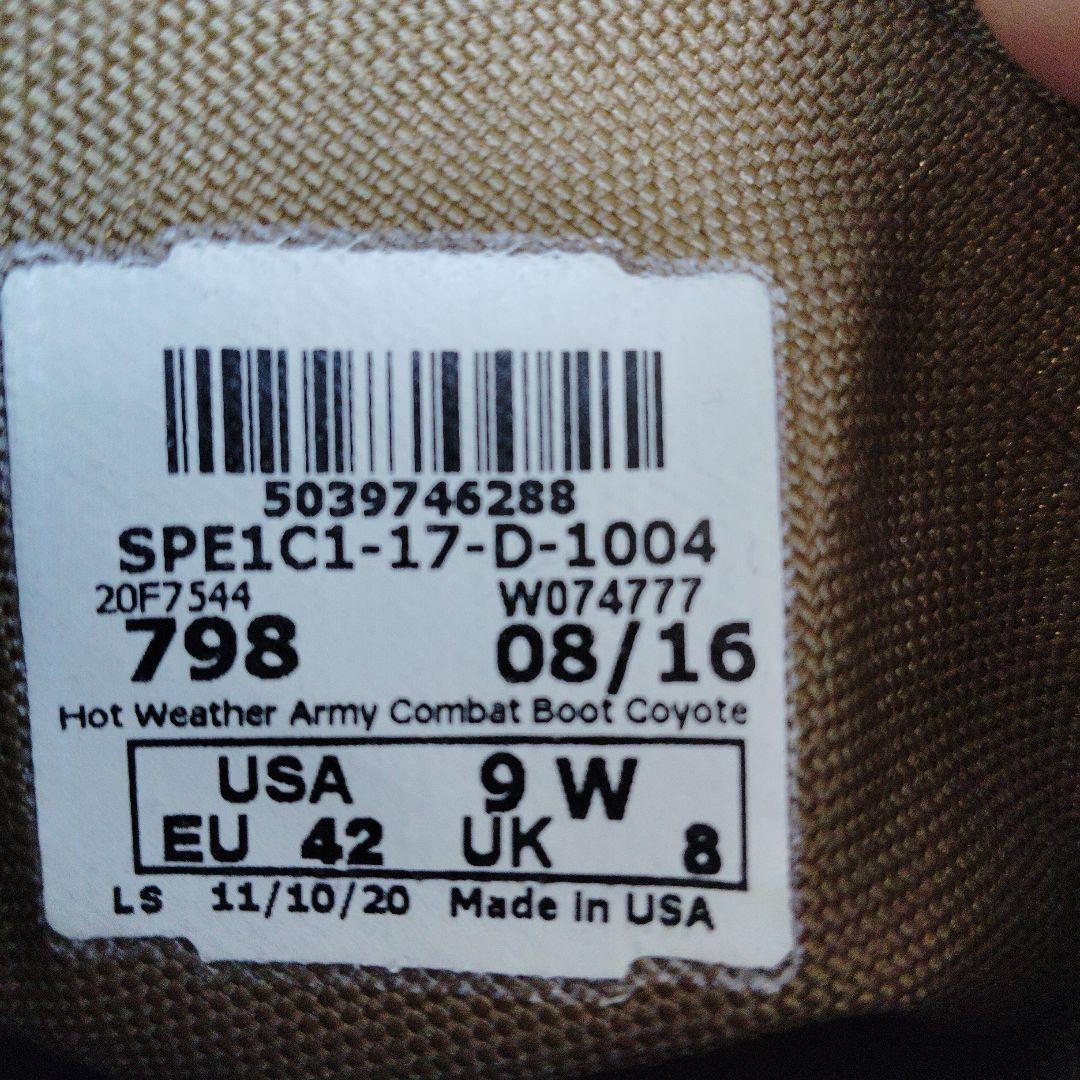 5039746288
SPE1C1-17-D-1004
20F7544 W074777
798 08/16
Hot Weather Army Combat Boot Coyote
USA 9 W
EU 42 UK 8
LS 11/10/20 Made in USA